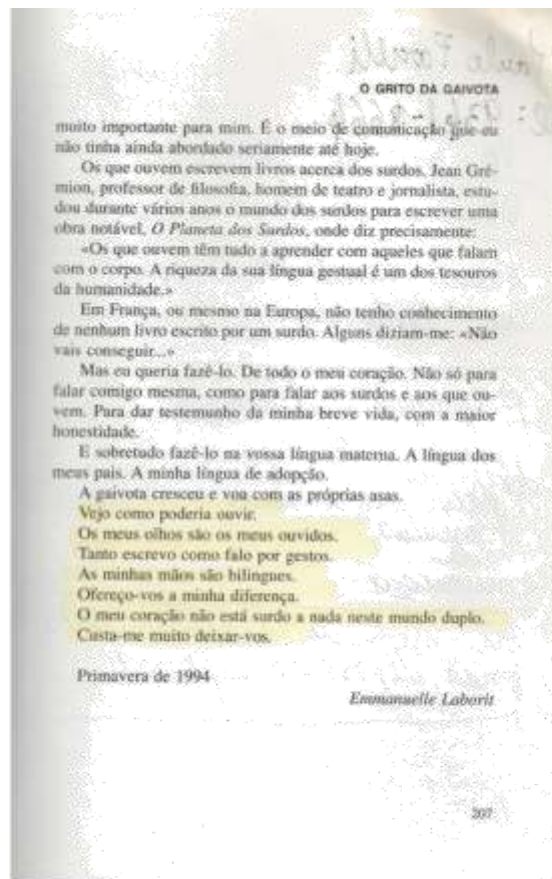 O GRITO DA GAIVOTA
muito importante para mim. É o meio de comunicação que eu
não tinha ainda abordado seriamente até hoje.
Os que ouvem escrevem livros acerca dos surdos. Jean Gré-
mion, professor de filosofia, homem de teatro e jornalista, estu-
dou durante vários anos o mundo dos surdos para escrever uma
obra notável, O Planeta dos Surdos, onde diz precisamente:
«Os que ouvem têm tudo a aprender com aqueles que falam
com o corpo. A riqueza da sua língua gestual é um dos tesouros
da humanidade.»
Em França, ou mesmo na Europa, não tenho conhecimento
de nenhum livro escrito por um surdo. Alguns diziam-me: «Não
vais conseguir...»
Mas eu queria fazê-lo. De todo o meu coração. Não só para
falar comigo mesma, como para falar aos surdos e aos que ou-
vem. Para dar testemunho da minha breve vida, com a maior
honestidade.
E sobretudo fazê-lo na vossa língua materna. A língua dos
meus pais. A minha língua de adopção.
A gaivota cresceu e voa com as próprias asas.
Vejo como poderia ouvir.
Os meus olhos são os meus ouvidos.
Tanto escrevo como falo por gestos.
As minhas mãos são bilingues.
Ofereço-vos a minha diferença.
O meu coração não está surdo a nada neste mundo duplo.
Custa-me muito deixar-vos.
Primavera de 1994
Emmanuelle Laborit
207